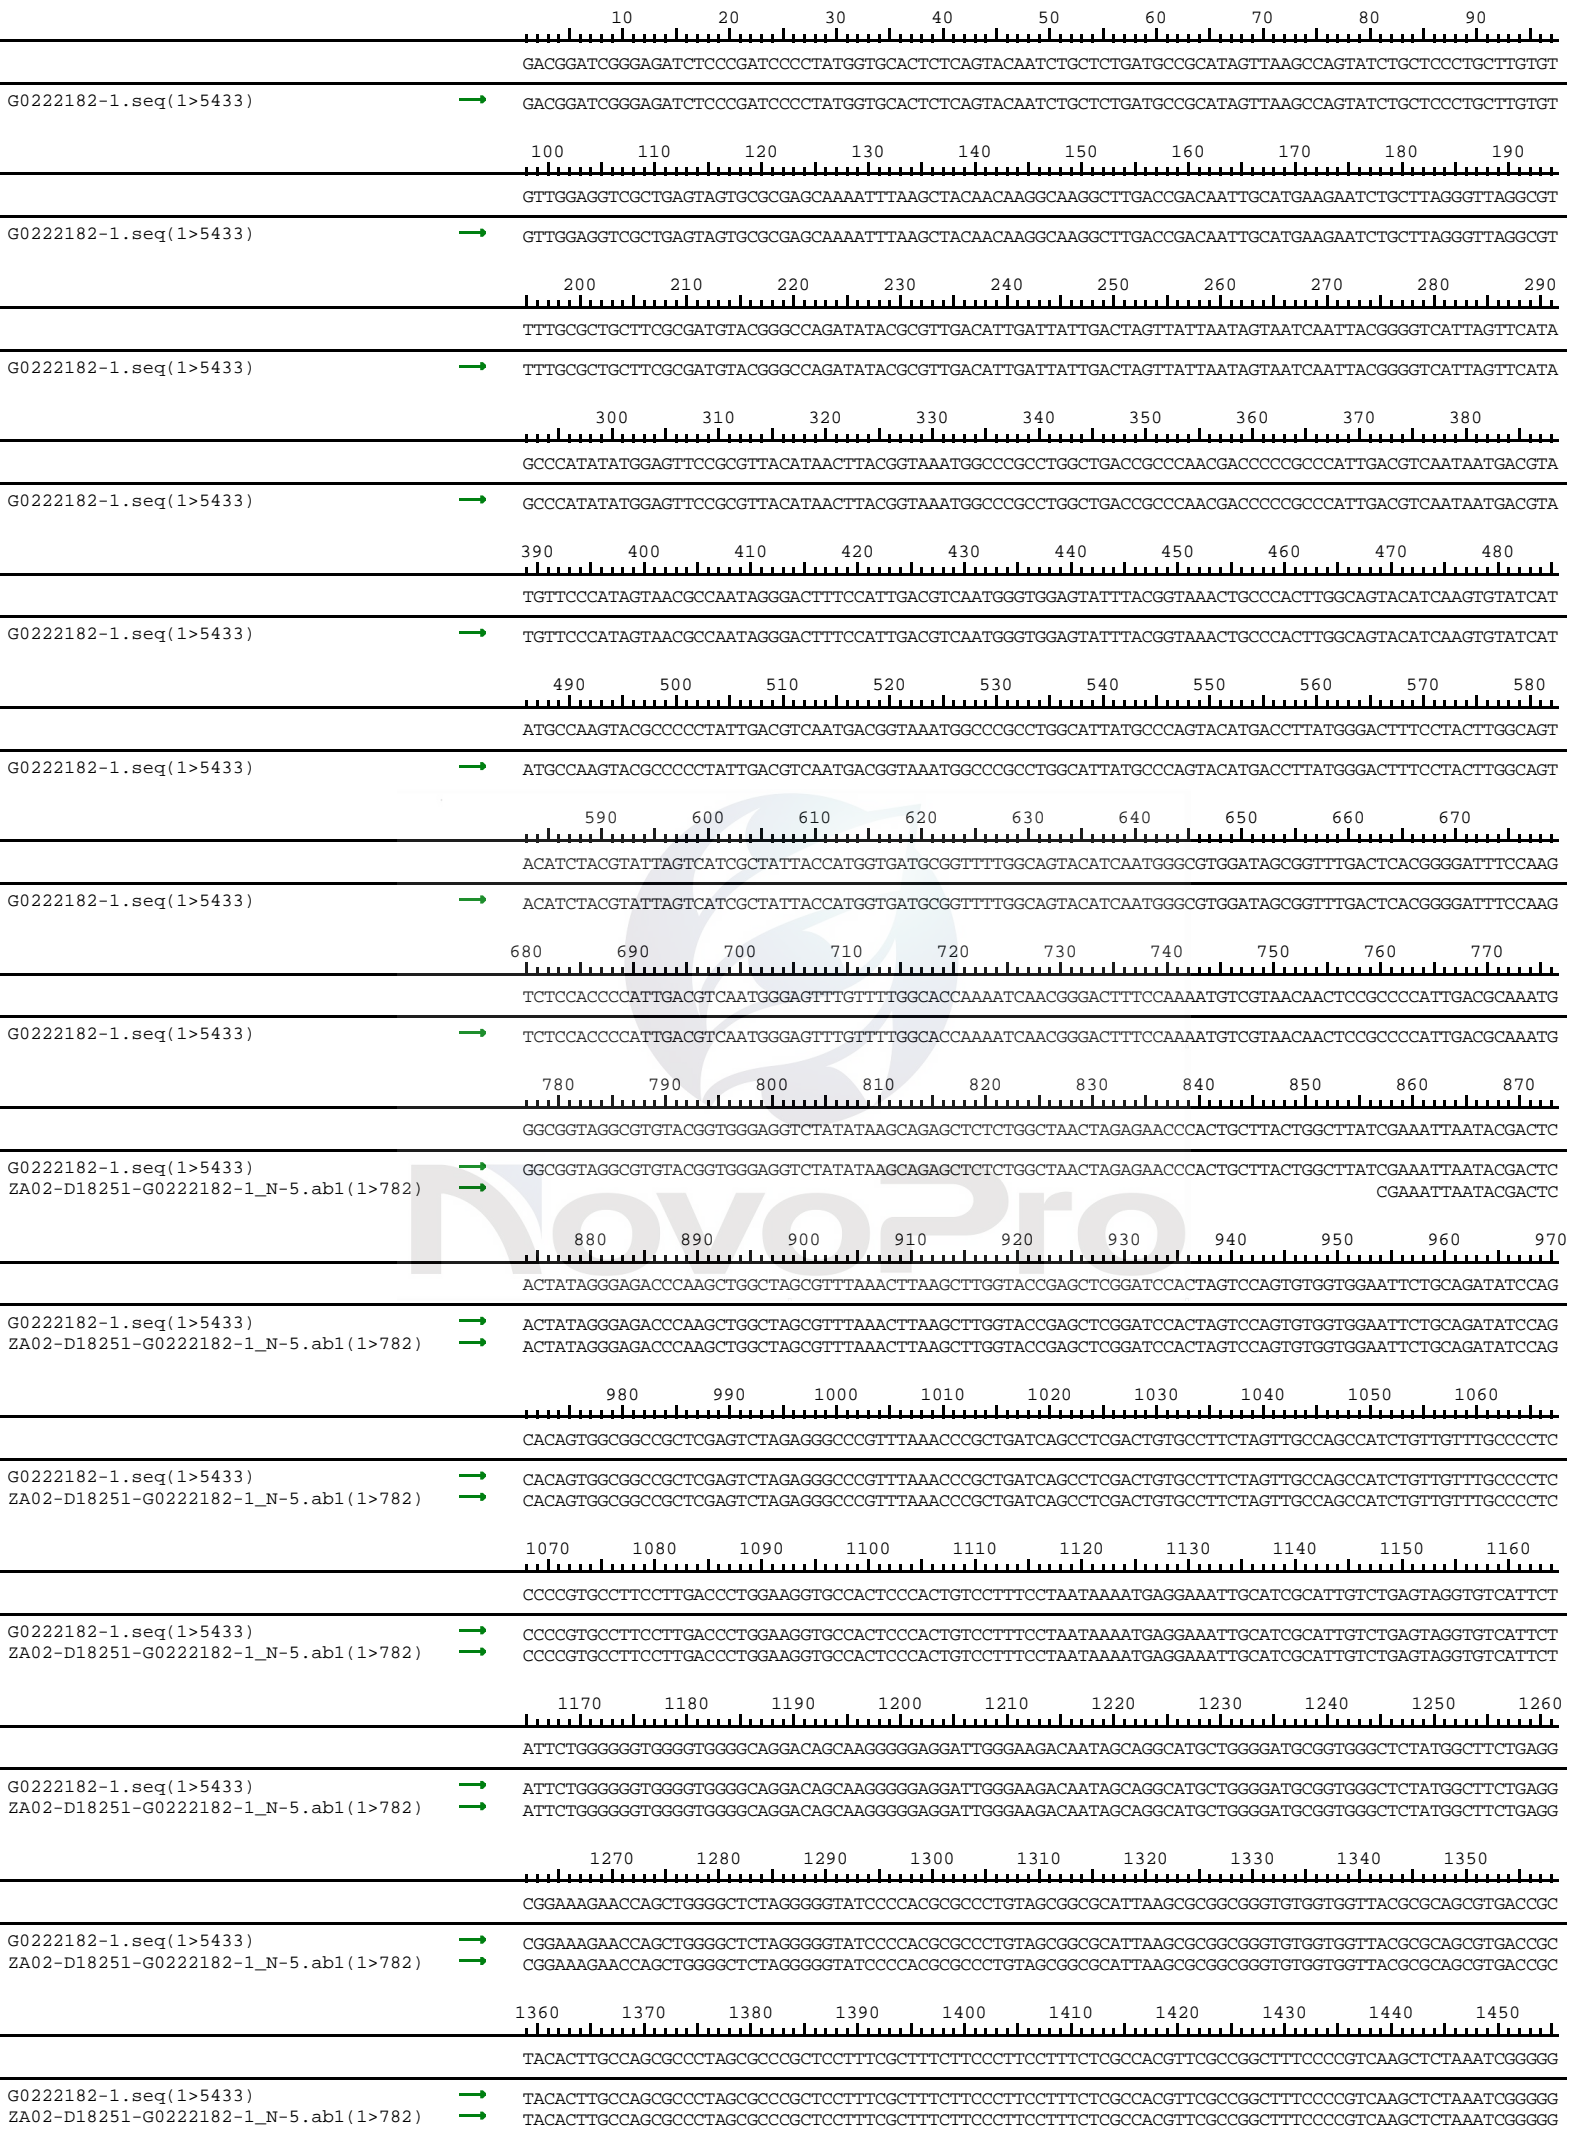 10 20 30 40 50 60 70 80 90
GACGGATCGGGAGATCTCCCGATCCCCTATGGTGCACTCTCAGTACAATCTGCTCTGATGCCGCATAGTTAAGCCAGTATCTGCTCCCTGCTTGTGT
G0222182-1.seq(1>5433) GACGGATCGGGAGATCTCCCGATCCCCTATGGTGCACTCTCAGTACAATCTGCTCTGATGCCGCATAGTTAAGCCAGTATCTGCTCCCTGCTTGTGT
100 110 120 130 140 150 160 170 180 190
GTTGGAGGTCGCTGAGTAGTGCGCGAGCAAAATTTAAGCTACAACAAGGCAAGGCTTGACCGACAATTGCATGAAGAATCTGCTTAGGGTTAGGCGT
G0222182-1.seq(1>5433) GTTGGAGGTCGCTGAGTAGTGCGCGAGCAAAATTTAAGCTACAACAAGGCAAGGCTTGACCGACAATTGCATGAAGAATCTGCTTAGGGTTAGGCGT
200 210 220 230 240 250 260 270 280 290
TTTGCGCTGCTTCGCGATGTACGGGCCAGATATACGCGTTGACATTGATTATTGACTAGTTATTAATAGTAATCAATTACGGGGTCATTAGTTCATA
G0222182-1.seq(1>5433) TTTGCGCTGCTTCGCGATGTACGGGCCAGATATACGCGTTGACATTGATTATTGACTAGTTATTAATAGTAATCAATTACGGGGTCATTAGTTCATA
300 310 320 330 340 350 360 370 380
GCCCATATATGGAGTTCCGCGTTACATAACTTACGGTAAATGGCCCGCCTGGCTGACCGCCCAACGACCCCCGCCCATTGACGTCAATAATGACGTA
G0222182-1.seq(1>5433) GCCCATATATGGAGTTCCGCGTTACATAACTTACGGTAAATGGCCCGCCTGGCTGACCGCCCAACGACCCCCGCCCATTGACGTCAATAATGACGTA
390 400 410 420 430 440 450 460 470 480
TGTTCCCATAGTAACGCCAATAGGGACTTTCCATTGACGTCAATGGGTGGAGTATTTACGGTAAACTGCCCACTTGGCAGTACATCAAGTGTATCAT
G0222182-1.seq(1>5433) TGTTCCCATAGTAACGCCAATAGGGACTTTCCATTGACGTCAATGGGTGGAGTATTTACGGTAAACTGCCCACTTGGCAGTACATCAAGTGTATCAT
490 500 510 520 530 540 550 560 570 580
ATGCCAAGTACGCCCCCTATTGACGTCAATGACGGTAAATGGCCCGCCTGGCATTATGCCCAGTACATGACCTTATGGGACTTTCCTACTTGGCAGT
G0222182-1.seq(1>5433) ATGCCAAGTACGCCCCCTATTGACGTCAATGACGGTAAATGGCCCGCCTGGCATTATGCCCAGTACATGACCTTATGGGACTTTCCTACTTGGCAGT
590 600 610 620 630 640 650 660 670
ACATCTACGTATTAGTCATCGCTATTACCATGGTGATGCGGTTTTGGCAGTACATCAATGGGCGTGGATAGCGGTTTGACTCACGGGGATTTCCAAG
G0222182-1.seq(1>5433) ACATCTACGTATTAGTCATCGCTATTACCATGGTGATGCGGTTTTGGCAGTACATCAATGGGCGTGGATAGCGGTTTGACTCACGGGGATTTCCAAG
680 690 700 710 720 730 740 750 760 770
TCTCCACCCCATTGACGTCAATGGGAGTTTGTTTTGGCACCAAAATCAACGGGACTTTCCAAAATGTCGTAACAACTCCGCCCCATTGACGCAAATG
G0222182-1.seq(1>5433) TCTCCACCCCATTGACGTCAATGGGAGTTTGTTTTGGCACCAAAATCAACGGGACTTTCCAAAATGTCGTAACAACTCCGCCCCATTGACGCAAATG
780 790 800 810 820 830 840 850 860 870
GGCGGTAGGCGTGTACGGTGGGAGGTCTATATAAGCAGAGCTCTCTGGCTAACTAGAGAACCCACTGCTTACTGGCTTATCGAAATTAATACGACTC
G0222182-1.seq(1>5433) GGCGGTAGGCGTGTACGGTGGGAGGTCTATATAAGCAGAGCTCTCTGGCTAACTAGAGAACCCACTGCTTACTGGCTTATCGAAATTAATACGACTC
ZA02-D18251-G0222182-1_N-5.ab1(1>782) CGAAATTAATACGACTC
NovoPro
880 890 900 910 920 930 940 950 960 970
ACTATAGGGAGACCCAAGCTGGCTAGCGTTTAAACTTAAGCTTGGTACCGAGCTCGGATCCACTAGTCCAGTGTGGTGGAATTCTGCAGATATCCAG
G0222182-1.seq(1>5433) ACTATAGGGAGACCCAAGCTGGCTAGCGTTTAAACTTAAGCTTGGTACCGAGCTCGGATCCACTAGTCCAGTGTGGTGGAATTCTGCAGATATCCAG
ZA02-D18251-G0222182-1_N-5.ab1(1>782) ACTATAGGGAGACCCAAGCTGGCTAGCGTTTAAACTTAAGCTTGGTACCGAGCTCGGATCCACTAGTCCAGTGTGGTGGAATTCTGCAGATATCCAG
980 990 1000 1010 1020 1030 1040 1050 1060
CACAGTGGCGGCCGCTCGAGTCTAGAGGGCCCGTTTAAACCCGCTGATCAGCCTCGACTGTGCCTTCTAGTTGCCAGCCATCTGTTGTTTGCCCCTC
G0222182-1.seq(1>5433) CACAGTGGCGGCCGCTCGAGTCTAGAGGGCCCGTTTAAACCCGCTGATCAGCCTCGACTGTGCCTTCTAGTTGCCAGCCATCTGTTGTTTGCCCCTC
ZA02-D18251-G0222182-1_N-5.ab1(1>782) CACAGTGGCGGCCGCTCGAGTCTAGAGGGCCCGTTTAAACCCGCTGATCAGCCTCGACTGTGCCTTCTAGTTGCCAGCCATCTGTTGTTTGCCCCTC
1070 1080 1090 1100 1110 1120 1130 1140 1150 1160
CCCCGTGCCTTCCTTGACCCTGGAAGGTGCCACTCCCACTGTCCTTTCCTAATAAAATGAGGAAATTGCATCGCATTGTCTGAGTAGGTGTCATTCT
G0222182-1.seq(1>5433) CCCCGTGCCTTCCTTGACCCTGGAAGGTGCCACTCCCACTGTCCTTTCCTAATAAAATGAGGAAATTGCATCGCATTGTCTGAGTAGGTGTCATTCT
ZA02-D18251-G0222182-1_N-5.ab1(1>782) CCCCGTGCCTTCCTTGACCCTGGAAGGTGCCACTCCCACTGTCCTTTCCTAATAAAATGAGGAAATTGCATCGCATTGTCTGAGTAGGTGTCATTCT
1170 1180 1190 1200 1210 1220 1230 1240 1250 1260
ATTCTGGGGGGTGGGGTGGGGCAGGACAGCAAGGGGGAGGATTGGGAAGACAATAGCAGGCATGCTGGGGATGCGGTGGGCTCTATGGCTTCTGAGG
G0222182-1.seq(1>5433) ATTCTGGGGGGTGGGGTGGGGCAGGACAGCAAGGGGGAGGATTGGGAAGACAATAGCAGGCATGCTGGGGATGCGGTGGGCTCTATGGCTTCTGAGG
ZA02-D18251-G0222182-1_N-5.ab1(1>782) ATTCTGGGGGGTGGGGTGGGGCAGGACAGCAAGGGGGAGGATTGGGAAGACAATAGCAGGCATGCTGGGGATGCGGTGGGCTCTATGGCTTCTGAGG
1270 1280 1290 1300 1310 1320 1330 1340 1350
CGGAAAGAACCAGCTGGGGCTCTAGGGGGTATCCCCACGCGCCCTGTAGCGGCGCATTAAGCGCGGCGGGTGTGGTGGTTACGCGCAGCGTGACCGC
G0222182-1.seq(1>5433) CGGAAAGAACCAGCTGGGGCTCTAGGGGGTATCCCCACGCGCCCTGTAGCGGCGCATTAAGCGCGGCGGGTGTGGTGGTTACGCGCAGCGTGACCGC
ZA02-D18251-G0222182-1_N-5.ab1(1>782) CGGAAAGAACCAGCTGGGGCTCTAGGGGGTATCCCCACGCGCCCTGTAGCGGCGCATTAAGCGCGGCGGGTGTGGTGGTTACGCGCAGCGTGACCGC
1360 1370 1380 1390 1400 1410 1420 1430 1440 1450
TACACTTGCCAGCGCCCTAGCGCCCGCTCCTTTCGCTTTCTTCCCTTCCTTTCTCGCCACGTTCGCCGGCTTTCCCCGTCAAGCTCTAAATCGGGGG
G0222182-1.seq(1>5433) TACACTTGCCAGCGCCCTAGCGCCCGCTCCTTTCGCTTTCTTCCCTTCCTTTCTCGCCACGTTCGCCGGCTTTCCCCGTCAAGCTCTAAATCGGGGG
ZA02-D18251-G0222182-1_N-5.ab1(1>782) TACACTTGCCAGCGCCCTAGCGCCCGCTCCTTTCGCTTTCTTCCCTTCCTTTCTCGCCACGTTCGCCGGCTTTCCCCGTCAAGCTCTAAATCGGGGG